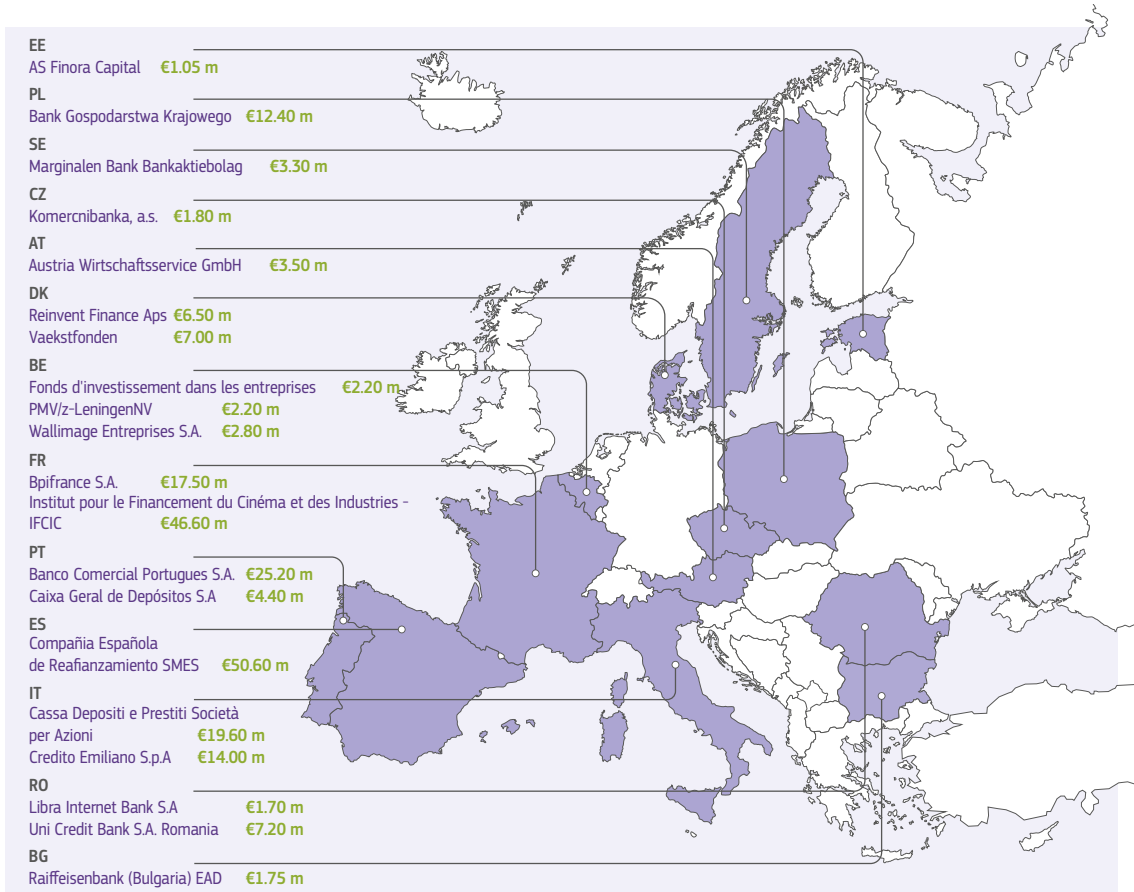 EE
AS Finora Capital €1.05 m
PL
Bank Gospodarstwa Krajowego €12.40 m
SE
Marginalen Bank Bankaktiebolag €3.30 m
CZ
Komercnibanka, a.s. €1.80 m
AT
Austria Wirtschaftsservice GmbH €3.50 m
DK
Reinvent Finance Aps €6.50 m
Vaekstfonden €7.00 m
BE
Fonds d'investissement dans les entreprises €2.20 m
PMV/z-LeningenNV €2.20 m
Wallimage Entreprises S.A. €2.80 m
FR
Bpifrance S.A. €17.50 m
Institut pour le Financement du Cinéma et des Industries -
IFCIC €46.60 m
PT
Banco Comercial Portugues S.A. €25.20 m
Caixa Geral de Depósitos S.A €4.40 m
ES
Compañia Española
de Reafianzamiento SMES €50.60 m
IT
Cassa Depositi e Prestiti Società
per Azioni €19.60 m
Credito Emiliano S.p.A €14.00 m
RO
Libra Internet Bank S.A €1.70 m
Uni Credit Bank S.A. Romania €7.20 m
BG
Raiffeisenbank (Bulgaria) EAD €1.75 m